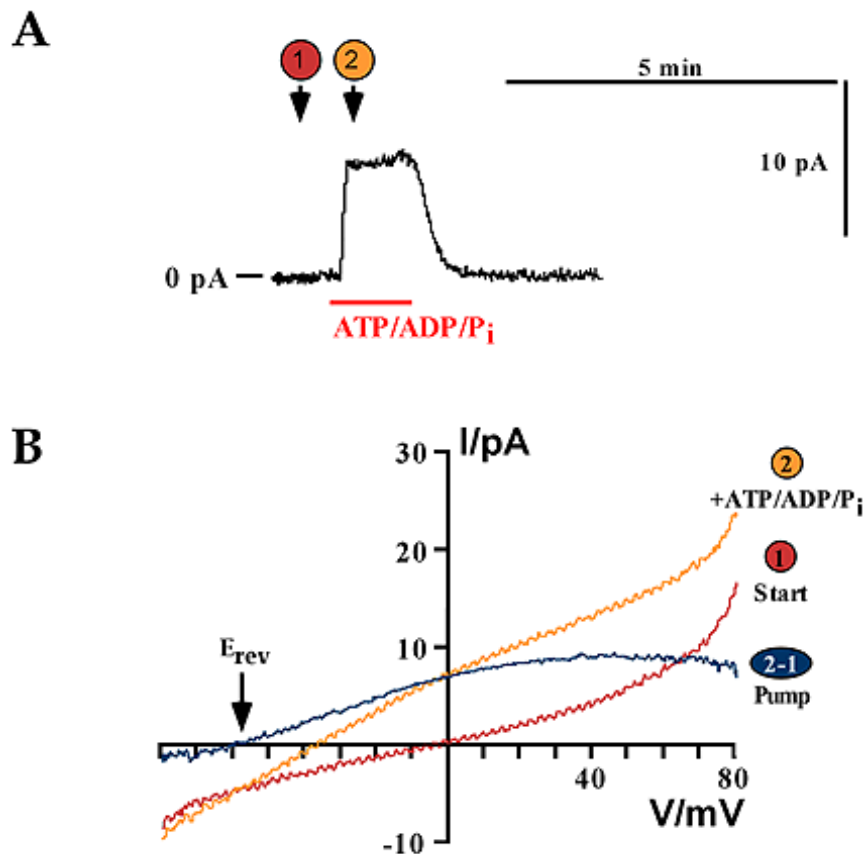 A
1 2
5 min
10 pA
0 pA
ATP/ADP/Pi
B
I/pA
30
2
+ATP/ADP/Pi
20
1
Start
10
Erev
2-1
Pump
40
80
V/mV
-10